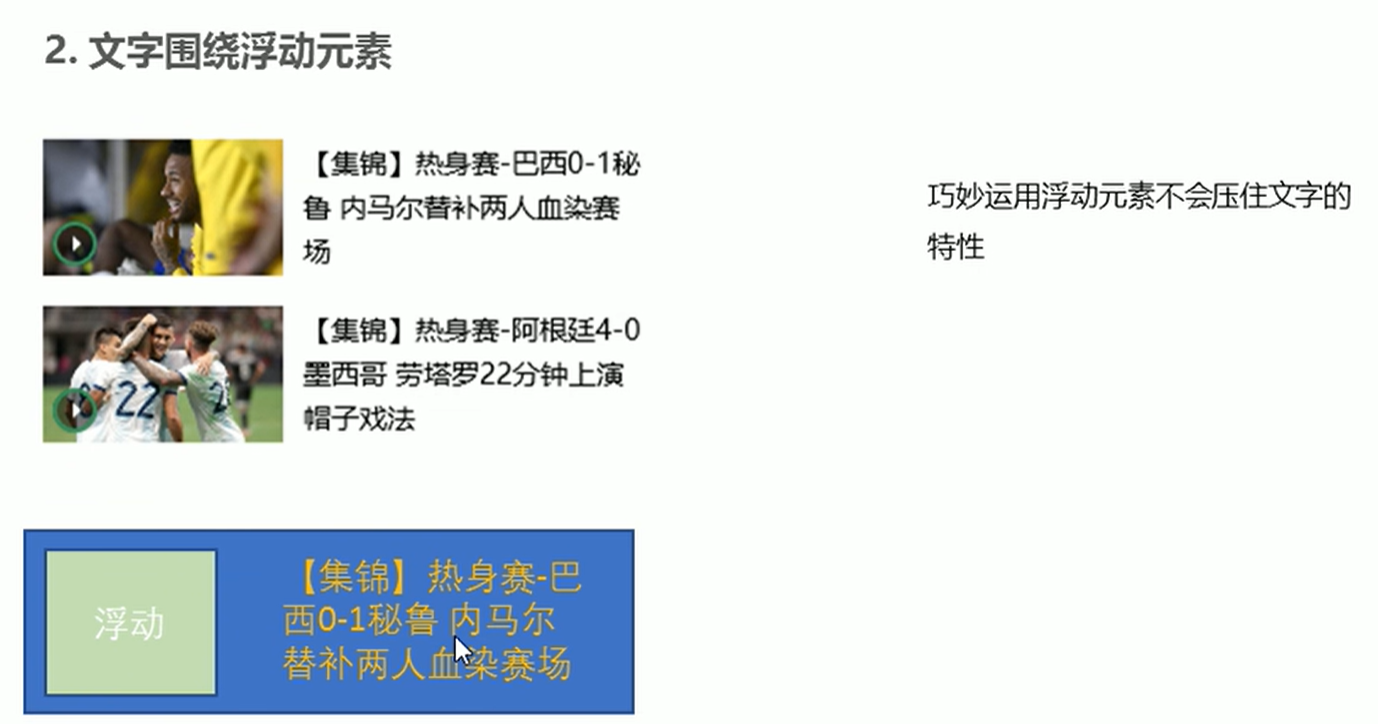 2. 文字围绕浮动元素
【集锦】热身赛-巴西0-1秘
鲁 内马尔替补两人血染赛
场
巧妙运用浮动元素不会压住文字的
特性
【集锦】热身赛-阿根廷4-0
墨西哥 劳塔罗22分钟上演
帽子戏法
22
浮动
【集锦】热身赛-巴
西0-1秘鲁 内马尔
替补两人血染赛场